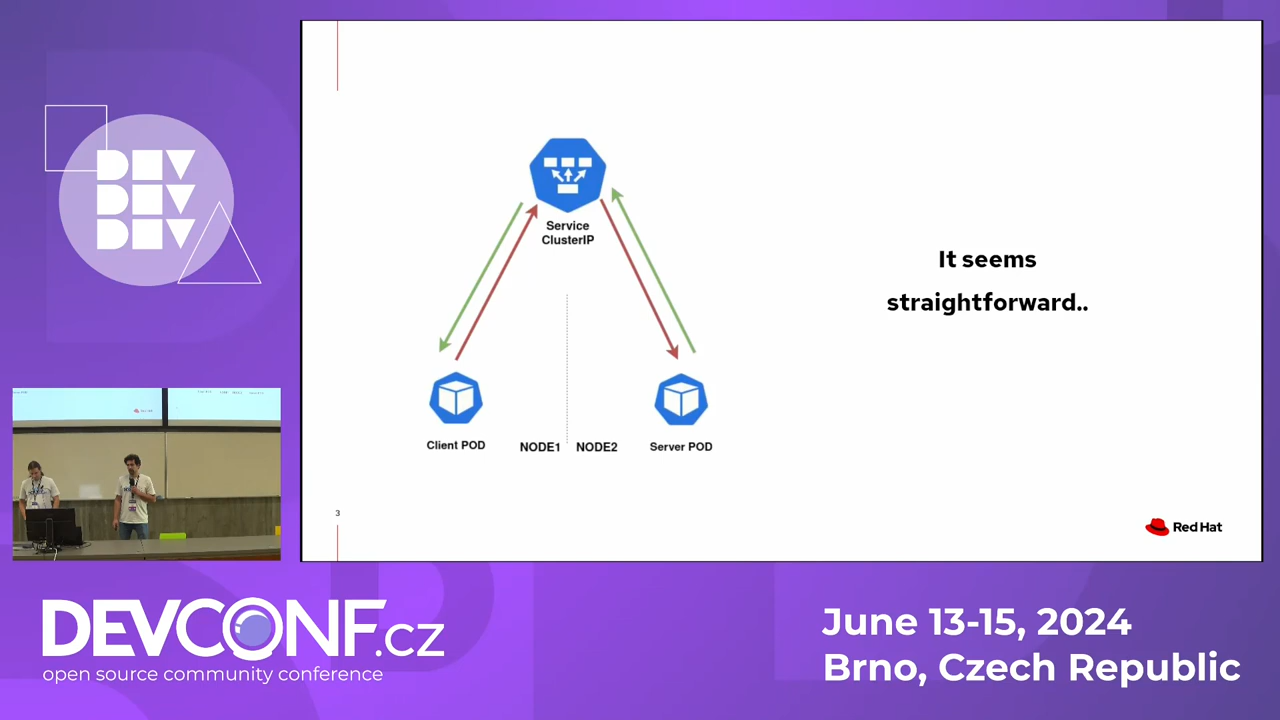 DEV
DEV
DEV
Service
ClusterIP
It seems
straightforward..
Client POD
NODE1
NODE2
Server POD
3
Red Hat
DEVCONF.cz
open source community conference
June 13-15, 2024
Brno, Czech Republic